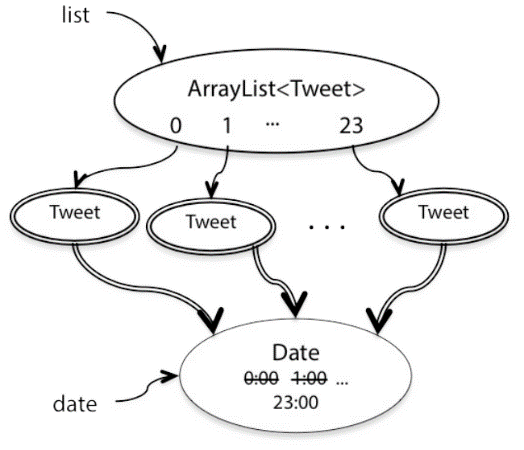 list
ArrayList<Tweet>
0 1 ... 23
Tweet Tweet ... Tweet
Date
0:00 1:00 ...
23:00
date